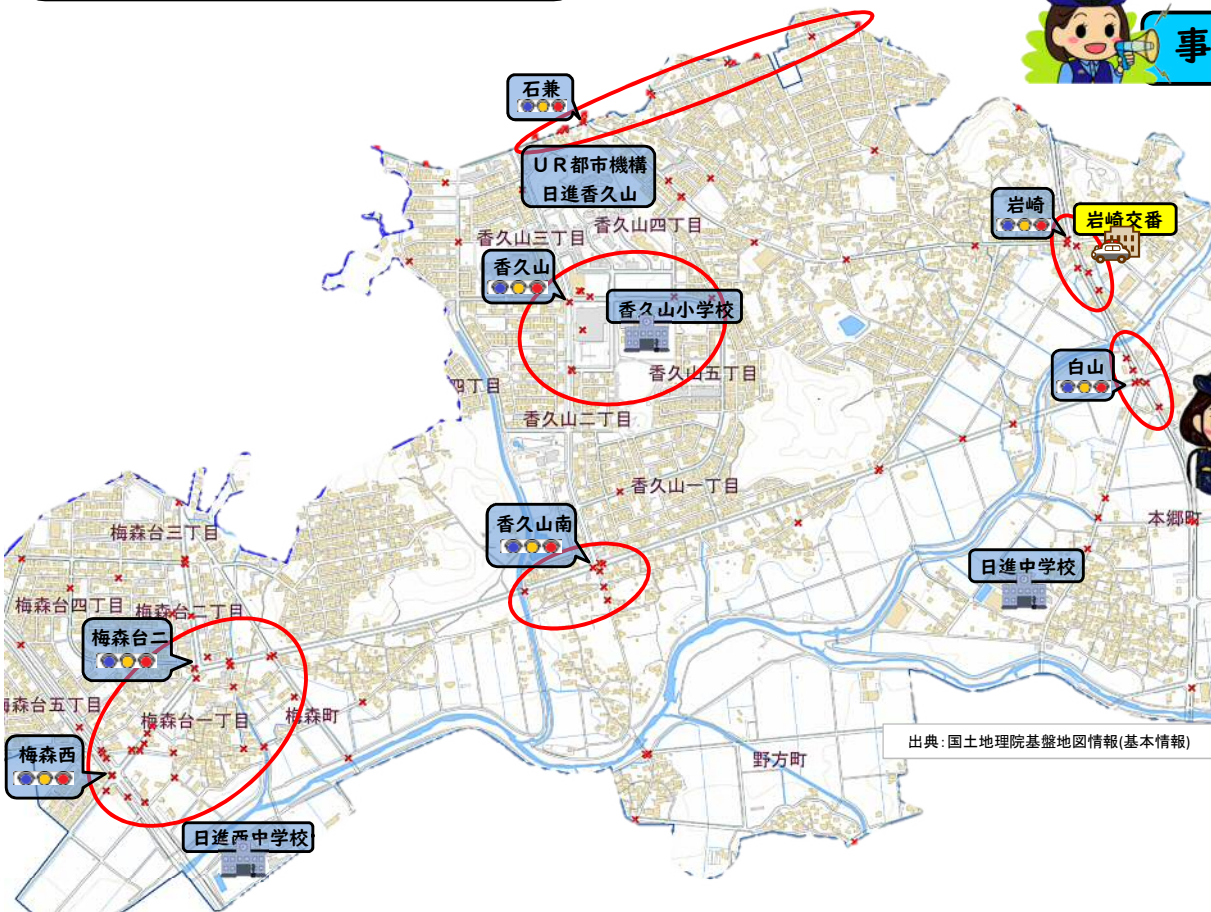 事
石兼
UR都市機構
日進香久山
香久山三丁目
香久山四丁目
岩崎
岩崎交番
香久山
香久山小学校
四丁目
香久山五丁目
白山
香久山二丁目
香久山一丁目
香久山南
本郷町
梅森台三丁目
日進中学校
梅森台四丁目
梅森台二丁目
梅森台二
梅森台五丁目
梅森台一丁目
梅森町
梅森西
野方町
出典:国土地理院基盤地図情報(基本情報)
日進西中学校